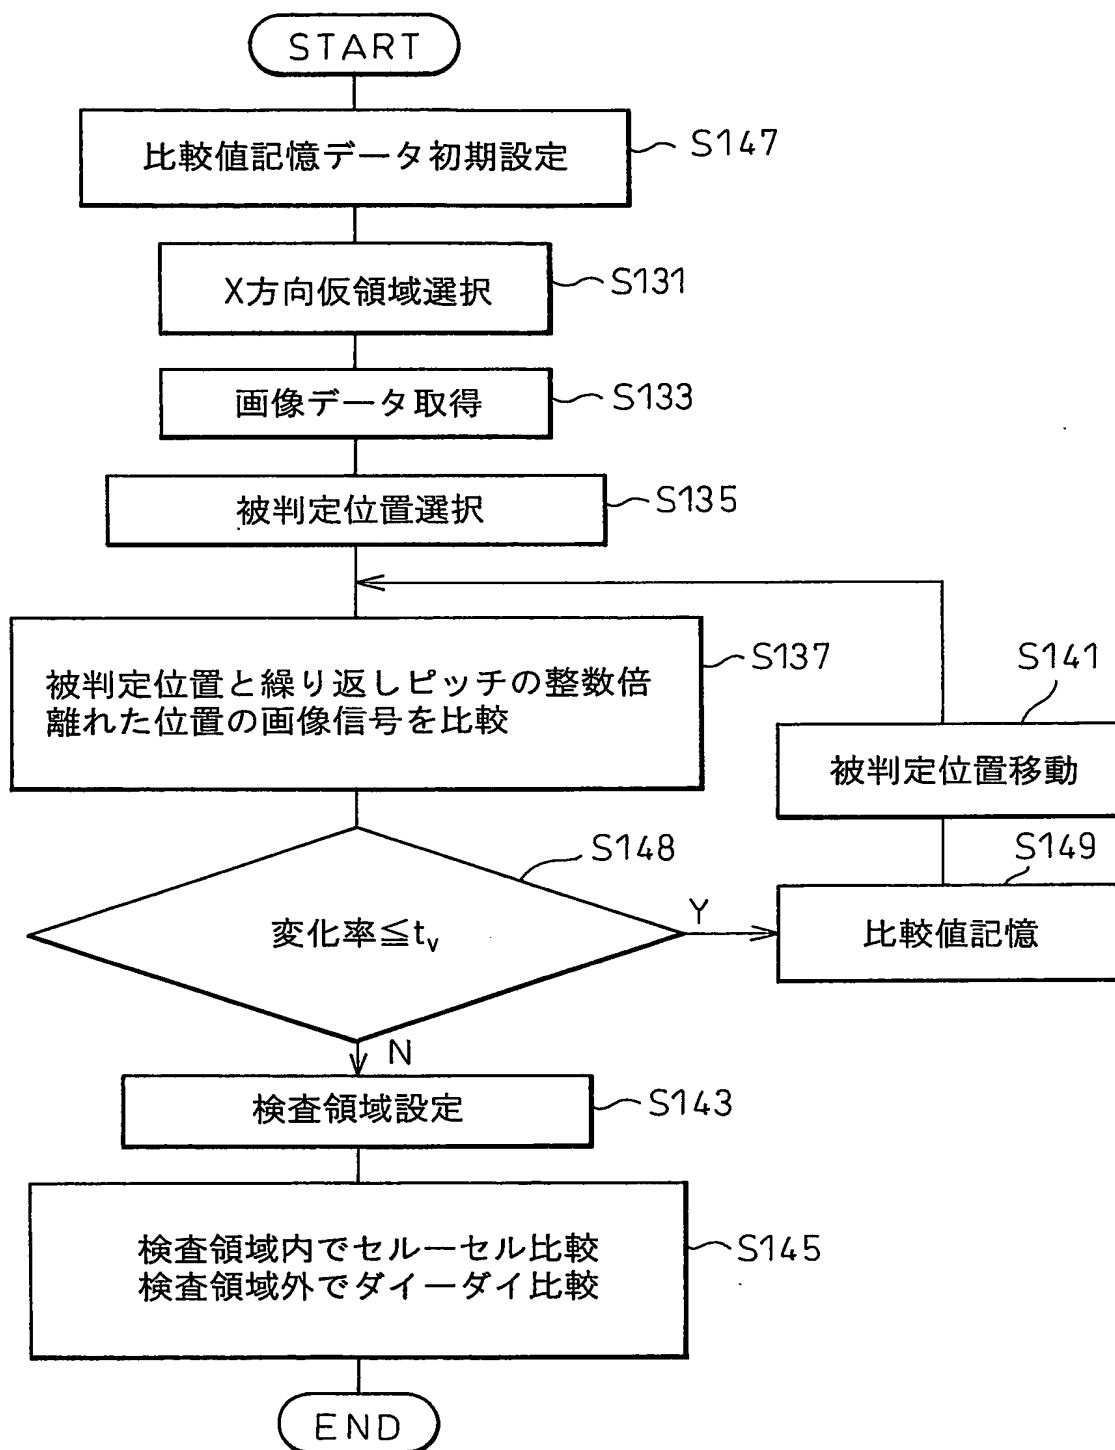 START
比較値記憶データ初期設定
S147
X方向仮領域選択
S131
画像データ取得
S133
被判定位置選択
S135
被判定位置と繰り返しピッチの整数倍
離れた位置の画像信号を比較
S137
S141
被判定位置移動
S148
変化率≦tv
Y
S149
比較値記憶
N
検査領域設定
S143
検査領域内でセルーセル比較
検査領域外でダイーダイ比較
S145
END